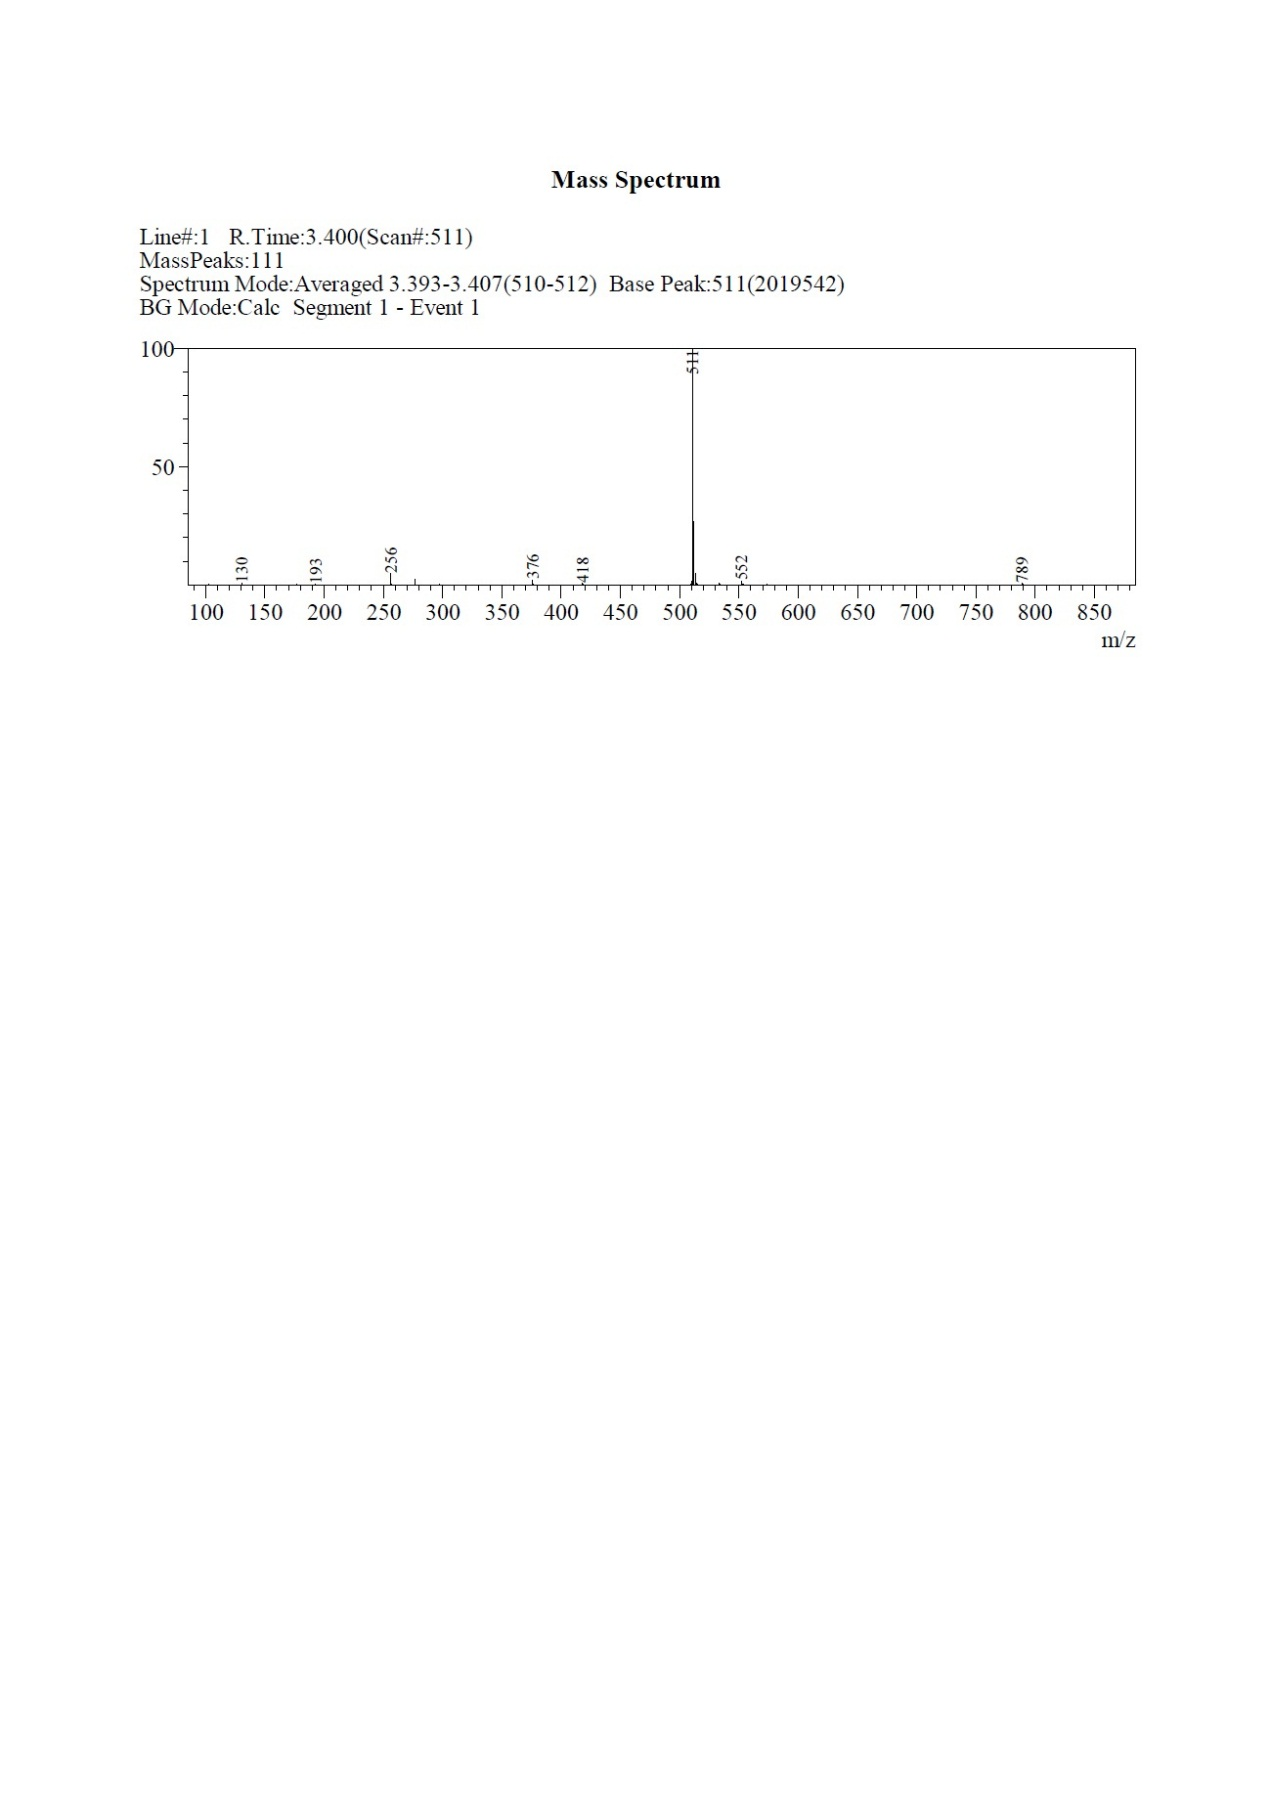 Mass Spectrum
Line#:1 R.Time:3.400(Scan#:511)
MassPeaks:111
Spectrum Mode:Averaged 3.393-3.407(510-512) Base Peak:511(2019542)
BG Mode:Calc Segment 1 - Event 1
100
511
50
130
193
256
376
418
552
789
100 150 200 250 300 350 400 450 500 550 600 650 700 750 800 850
m/z